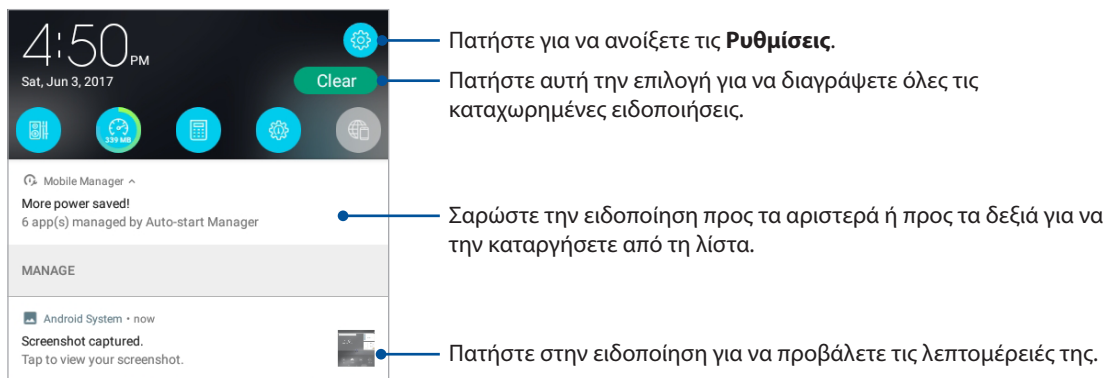 4:50 PM
Sat, Jun 3, 2017
Clear
339 MB
Mobile Manager
More power saved!
6 app(s) managed by Auto-start Manager
MANAGE
Android System • now
Screenshot captured.
Tap to view your screenshot.
Πατήστε για να ανοίξετε τις Ρυθμίσεις.
Πατήστε αυτή την επιλογή για να διαγράψετε όλες τις
καταχωρημένες ειδοποιήσεις.
Σαρώστε την ειδοποίηση προς τα αριστερά ή προς τα δεξιά για να
την καταργήσετε από τη λίστα.
Πατήστε στην ειδοποίηση για να προβάλετε τις λεπτομέρειές της.